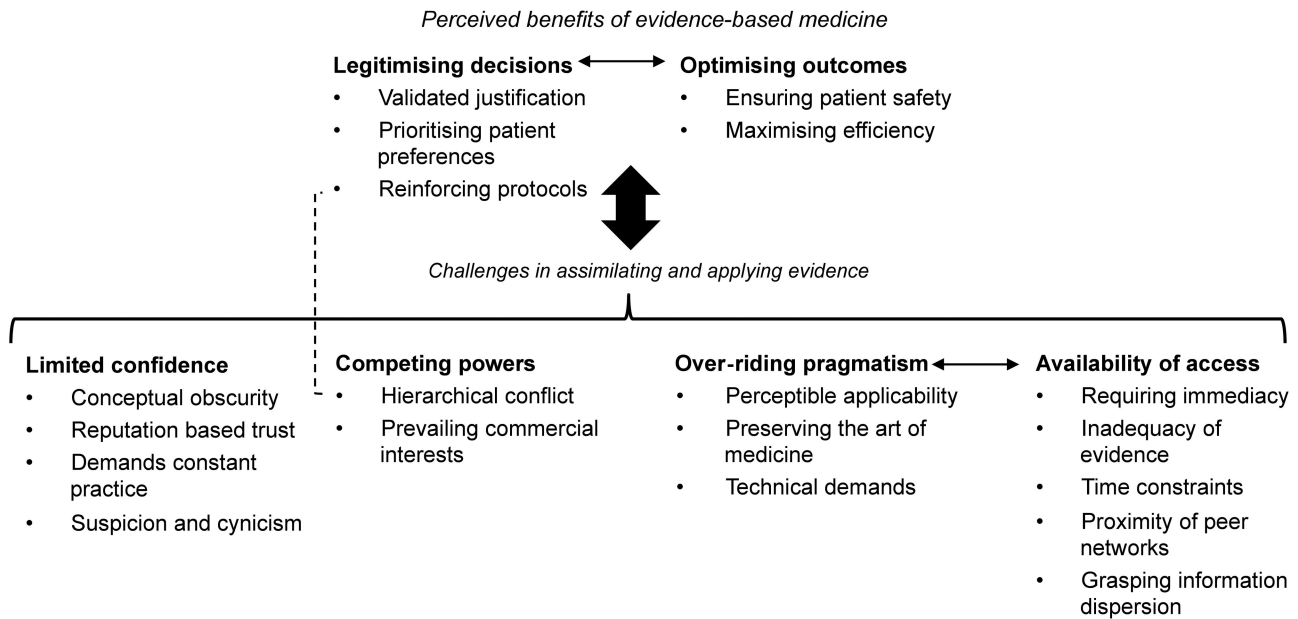 Perceived benefits of evidence-based medicine
Legitimising decisions
• Validated justification
• Prioritising patient
preferences
• Reinforcing protocols
Optimising outcomes
• Ensuring patient safety
• Maximising efficiency
Challenges in assimilating and applying evidence
Limited confidence
• Conceptual obscurity
• Reputation based trust
• Demands constant
practice
• Suspicion and cynicism
Competing powers
• Hierarchical conflict
• Prevailing commercial
interests
Over-riding pragmatism
• Perceptible applicability
• Preserving the art of
medicine
• Technical demands
Availability of access
• Requiring immediacy
• Inadequacy of
evidence
• Time constraints
• Proximity of peer
networks
• Grasping information
dispersion